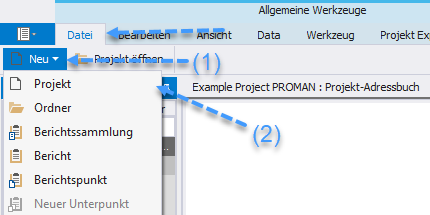 Allgemeine Werkzeuge
Datei Bearbeiten Ansicht Data Werkzeug Projekt Ex
Neu Projekt öffnen (1)
Projekt
Example Project PROMAN : Projekt-Adressbuch
Ordner
(2)
Berichtssammlung
Bericht
Berichtspunkt
Neuer Unterpunkt